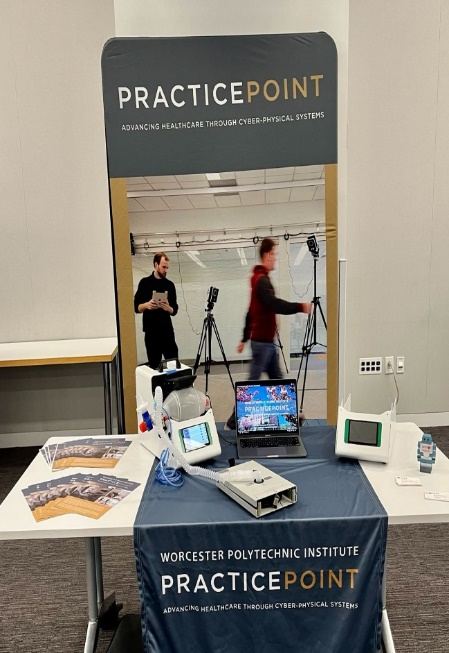 PRACTICEPOINT
ADVANCING HEALTHCARE THROUGH CYBER-PHYSICAL SYSTEMS
PRACTICEPOINT
WORCESTER POLYTECHNIC INSTITUTE
PRACTICEPOINT
ADVANCING HEALTHCARE THROUGH CYBER-PHYSICAL SYSTEMS